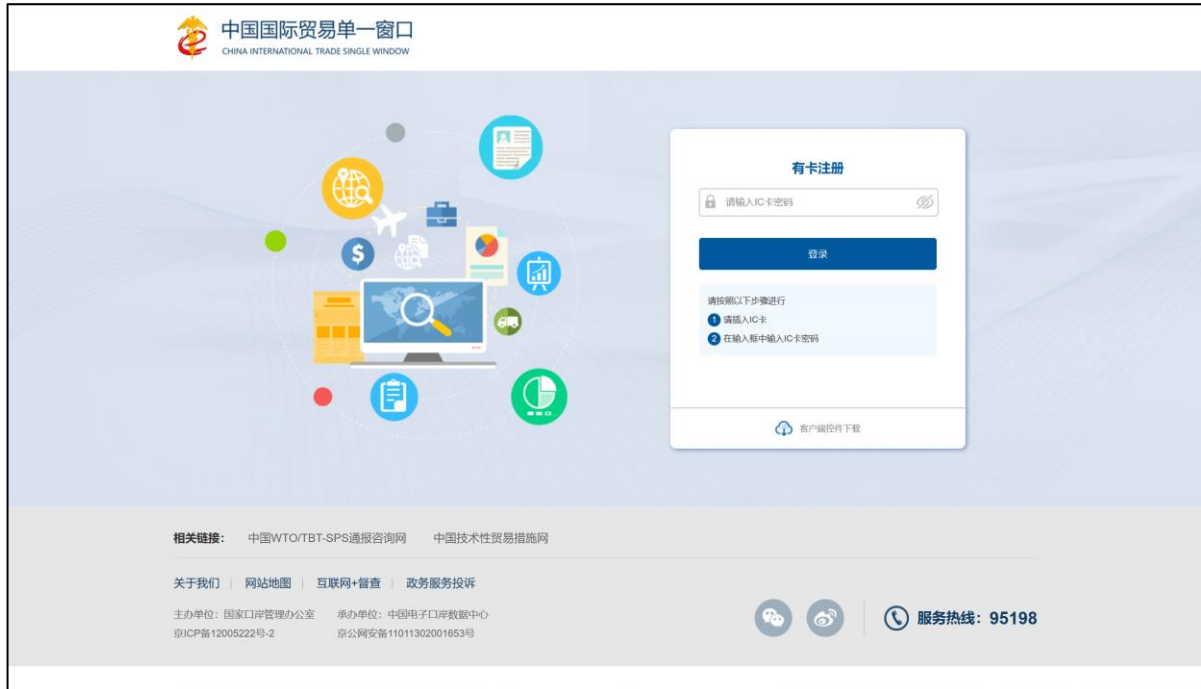 中国国际贸易单一窗口
CHINA INTERNATIONAL TRADE SINGLE WINDOW
有卡注册
请输入IC卡密码
登录
请按照以下步骤进行
1 请插入IC卡
2 在输入框中输入IC卡密码
客户端控件下载
相关链接： 中国WTO/TBT-SPS通报咨询网 中国技术性贸易措施网
关于我们 | 网站地图 | 互联网+督查 | 政务服务投诉
主办单位：国家口岸管理办公室 承办单位：中国电子口岸数据中心
京ICP备12005222号-2 京公网安备11011302001653号
服务热线：95198